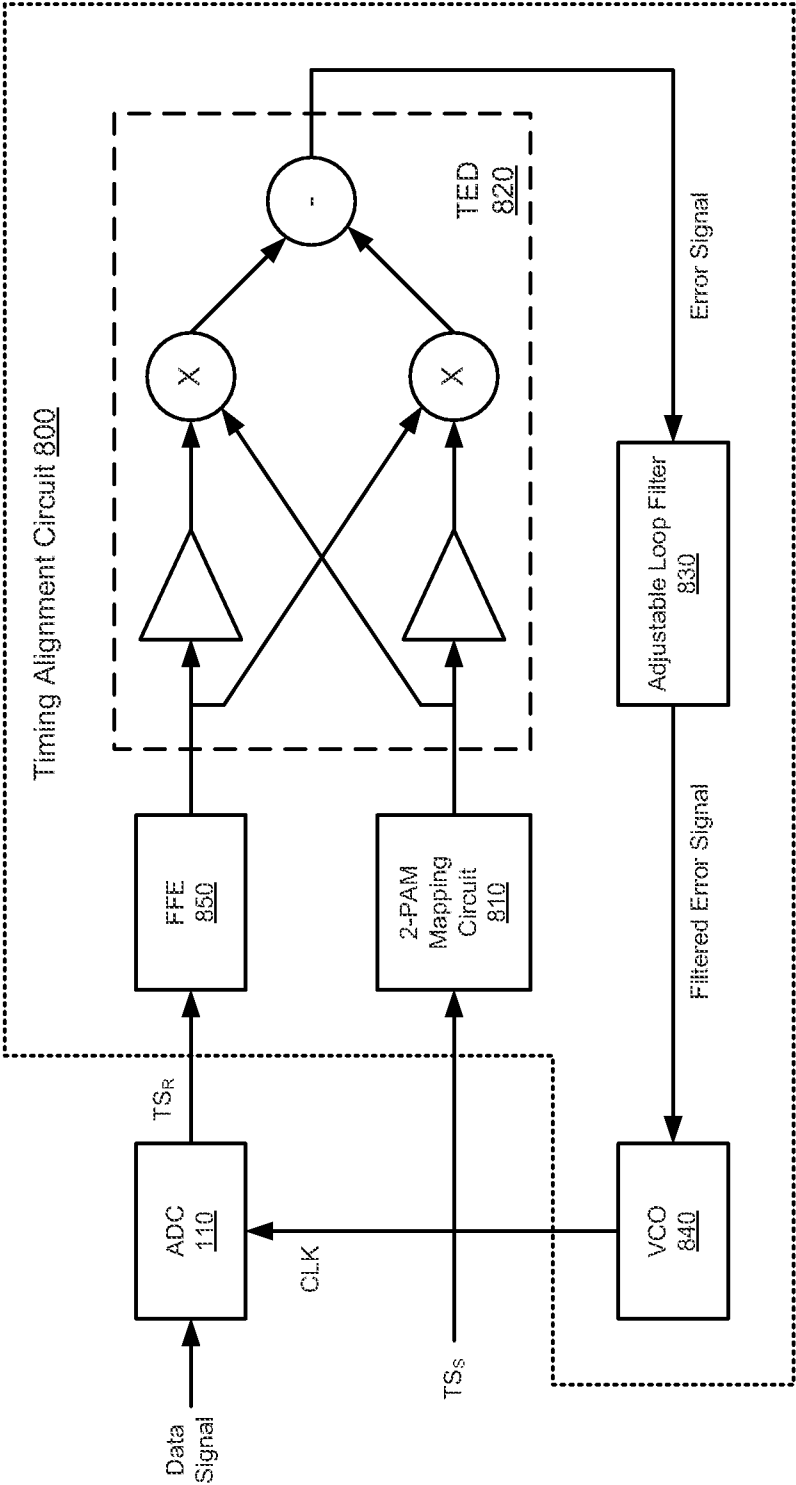 Timing Alignment Circuit 800
Data
Signal
ADC
110
TSR
FFE
850
X
-
TED
820
X
CLK
TSS
2-PAM
Mapping
Circuit
810
VCO
840
Filtered Error Signal
Adjustable Loop Filter
830
Error Signal